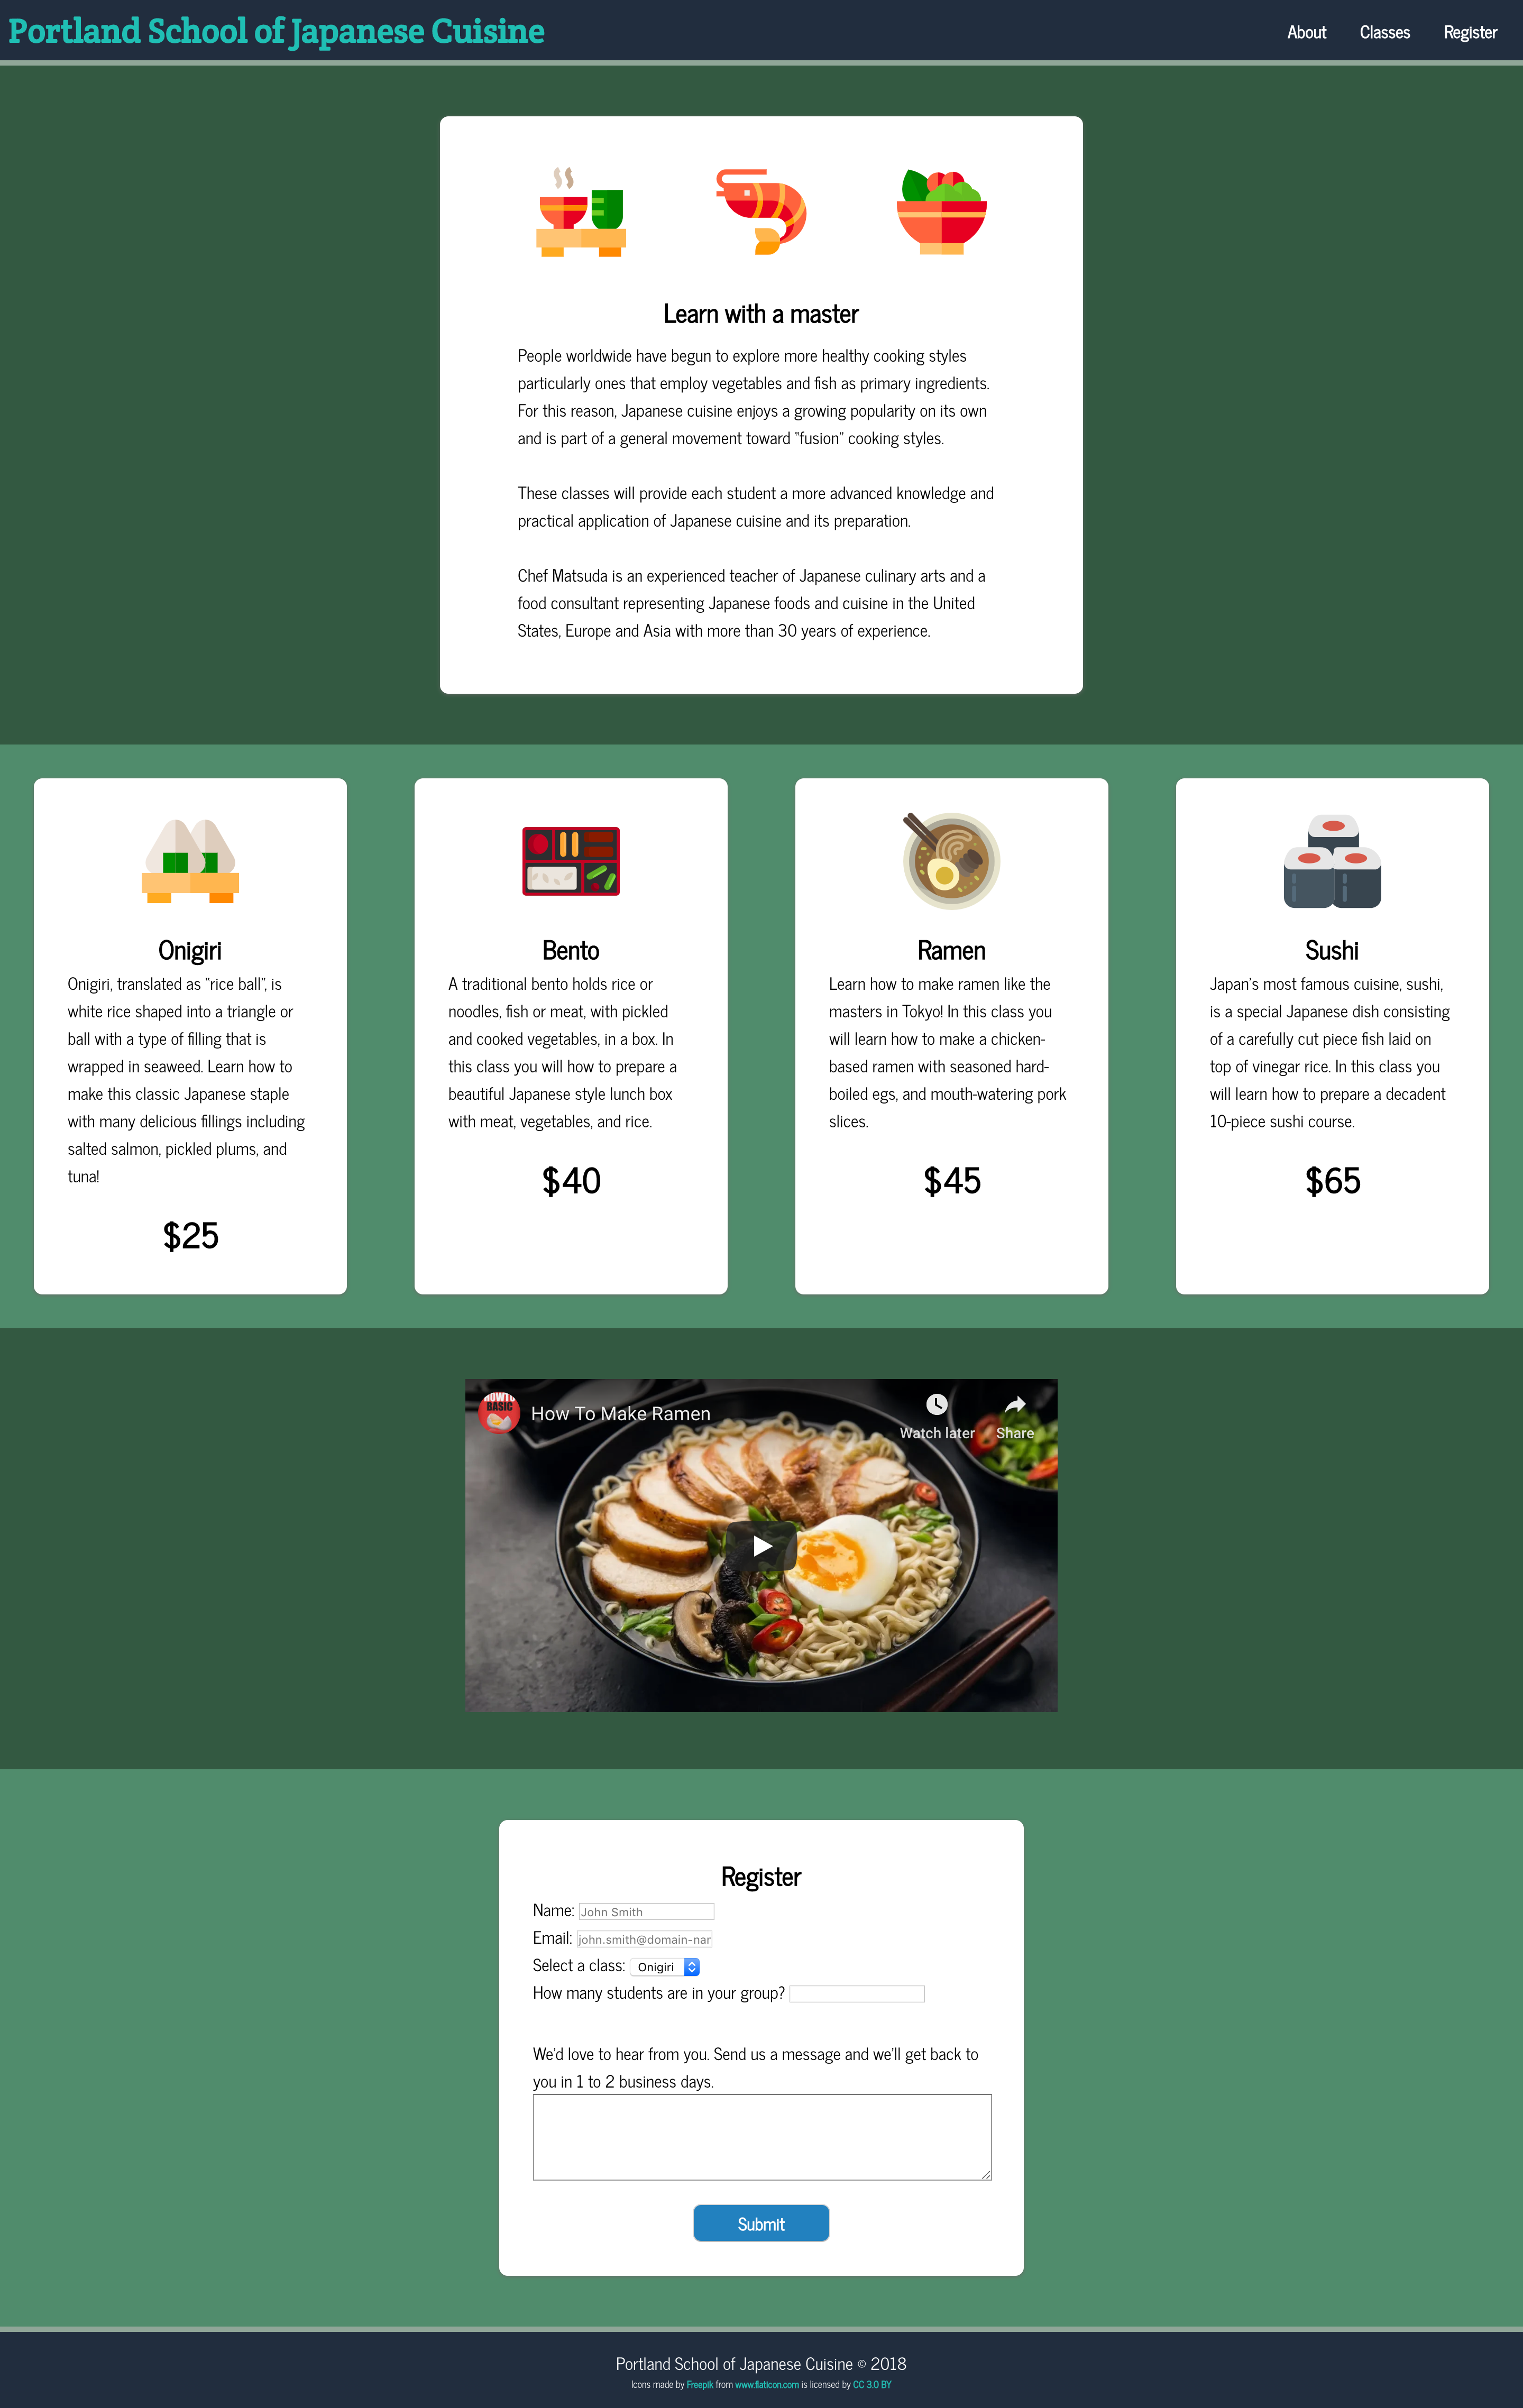 Portland School of Japanese Cuisine
About Classes Register
Learn with a master
People worldwide have begun to explore more healthy cooking styles
particularly ones that employ vegetables and fish as primary ingredients.
For this reason, Japanese cuisine enjoys a growing popularity on its own
and is part of a general movement toward "fusion" cooking styles.
These classes will provide each student a more advanced knowledge and
practical application of Japanese cuisine and its preparation.
Chef Matsuda is an experienced teacher of Japanese culinary arts and a
food consultant representing Japanese foods and cuisine in the United
States, Europe and Asia with more than 30 years of experience.
Onigiri
Onigiri, translated as "rice ball", is
white rice shaped into a triangle or
ball with a type of filling that is
wrapped in seaweed. Learn how to
make this classic Japanese staple
with many delicious fillings including
salted salmon, pickled plums, and
tuna!
$25
Bento
A traditional bento holds rice or
noodles, fish or meat, with pickled
and cooked vegetables, in a box. In
this class you will how to prepare a
beautiful Japanese style lunch box
with meat, vegetables, and rice.
$40
Ramen
Learn how to make ramen like the
masters in Tokyo! In this class you
will learn how to make a chicken-
based ramen with seasoned hard-
boiled egs, and mouth-watering pork
slices.
$45
Sushi
Japan's most famous cuisine, sushi,
is a special Japanese dish consisting
of a carefully cut piece fish laid on
top of vinegar rice. In this class you
will learn how to prepare a decadent
10-piece sushi course.
$65
HOWTO
BASIC
How To Make Ramen
Watch later Share
Register
Name: John Smith
Email: john.smith@domain-nar
Select a class: Onigiri
How many students are in your group?
We'd love to hear from you. Send us a message and we'll get back to
you in 1 to 2 business days.
Submit
Portland School of Japanese Cuisine © 2018
Icons made by Freepik from www.flaticon.com is licensed by CC 3.0 BY